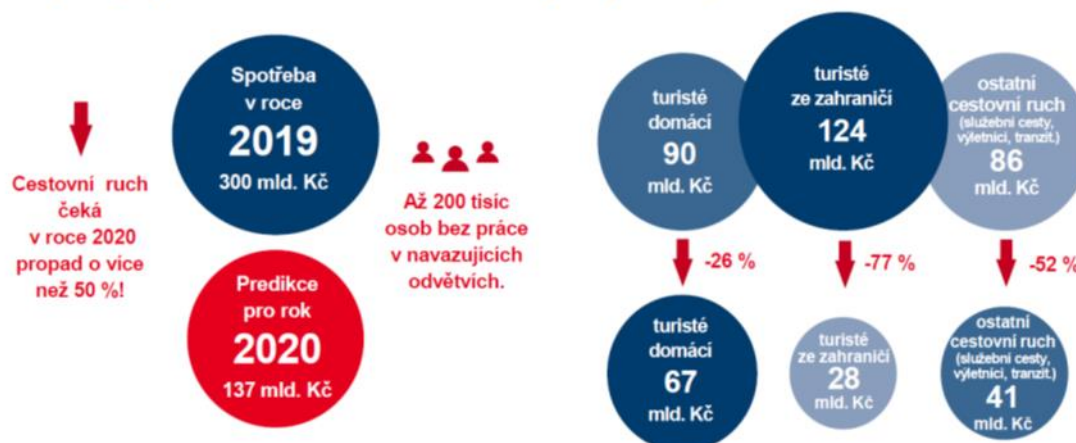 Spotřeba
v roce
2019
300 mld. Kč
Cestovní ruch
čeká
v roce 2020
propad o více
než 50 %!
Až 200 tisíc
osob bez práce
v navazujících
odvětvích.
Predikce
pro rok
2020
137 mld. Kč
turisté
domácí
90
mld. Kč
turisté
ze zahraničí
124
mld. Kč
ostatní
cestovní ruch
(služební cesty,
výletníci, tranzit.)
86
mld. Kč
-26 %
-77 %
-52 %
turisté
domácí
67
mld. Kč
turisté
ze zahraničí
28
mld. Kč
ostatní
cestovní ruch
(služební cesty,
výletníci, tranzit.)
41
mld. Kč